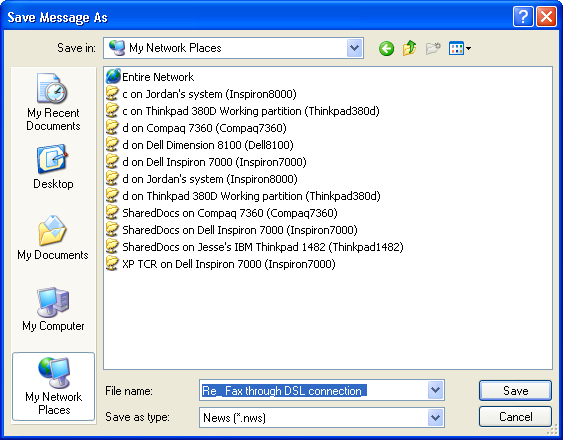 Save Message As
Save in: My Network Places
My Recent
Documents
Desktop
My Documents
My Computer
My Network
Places
Entire Network
c on Jordan's system (Inspiron8000)
c on Thinkpad 380D Working partition (Thinkpad380d)
d on Compaq 7360 (Compaq7360)
d on Dell Dimension 8100 (Dell8100)
d on Dell Inspiron 7000 (Inspiron7000)
d on Jordan's system (Inspiron8000)
d on Thinkpad 380D Working partition (Thinkpad380d)
SharedDocs on Compaq 7360 (Compaq7360)
SharedDocs on Dell Inspiron 7000 (Inspiron7000)
SharedDocs on Jesse's IBM Thinkpad 1482 (Thinkpad1482)
XP TCR on Dell Inspiron 7000 (Inspiron7000)
File name: Re_ Fax through DSL connection_ Save
Save as type: News (*.nws) Cancel